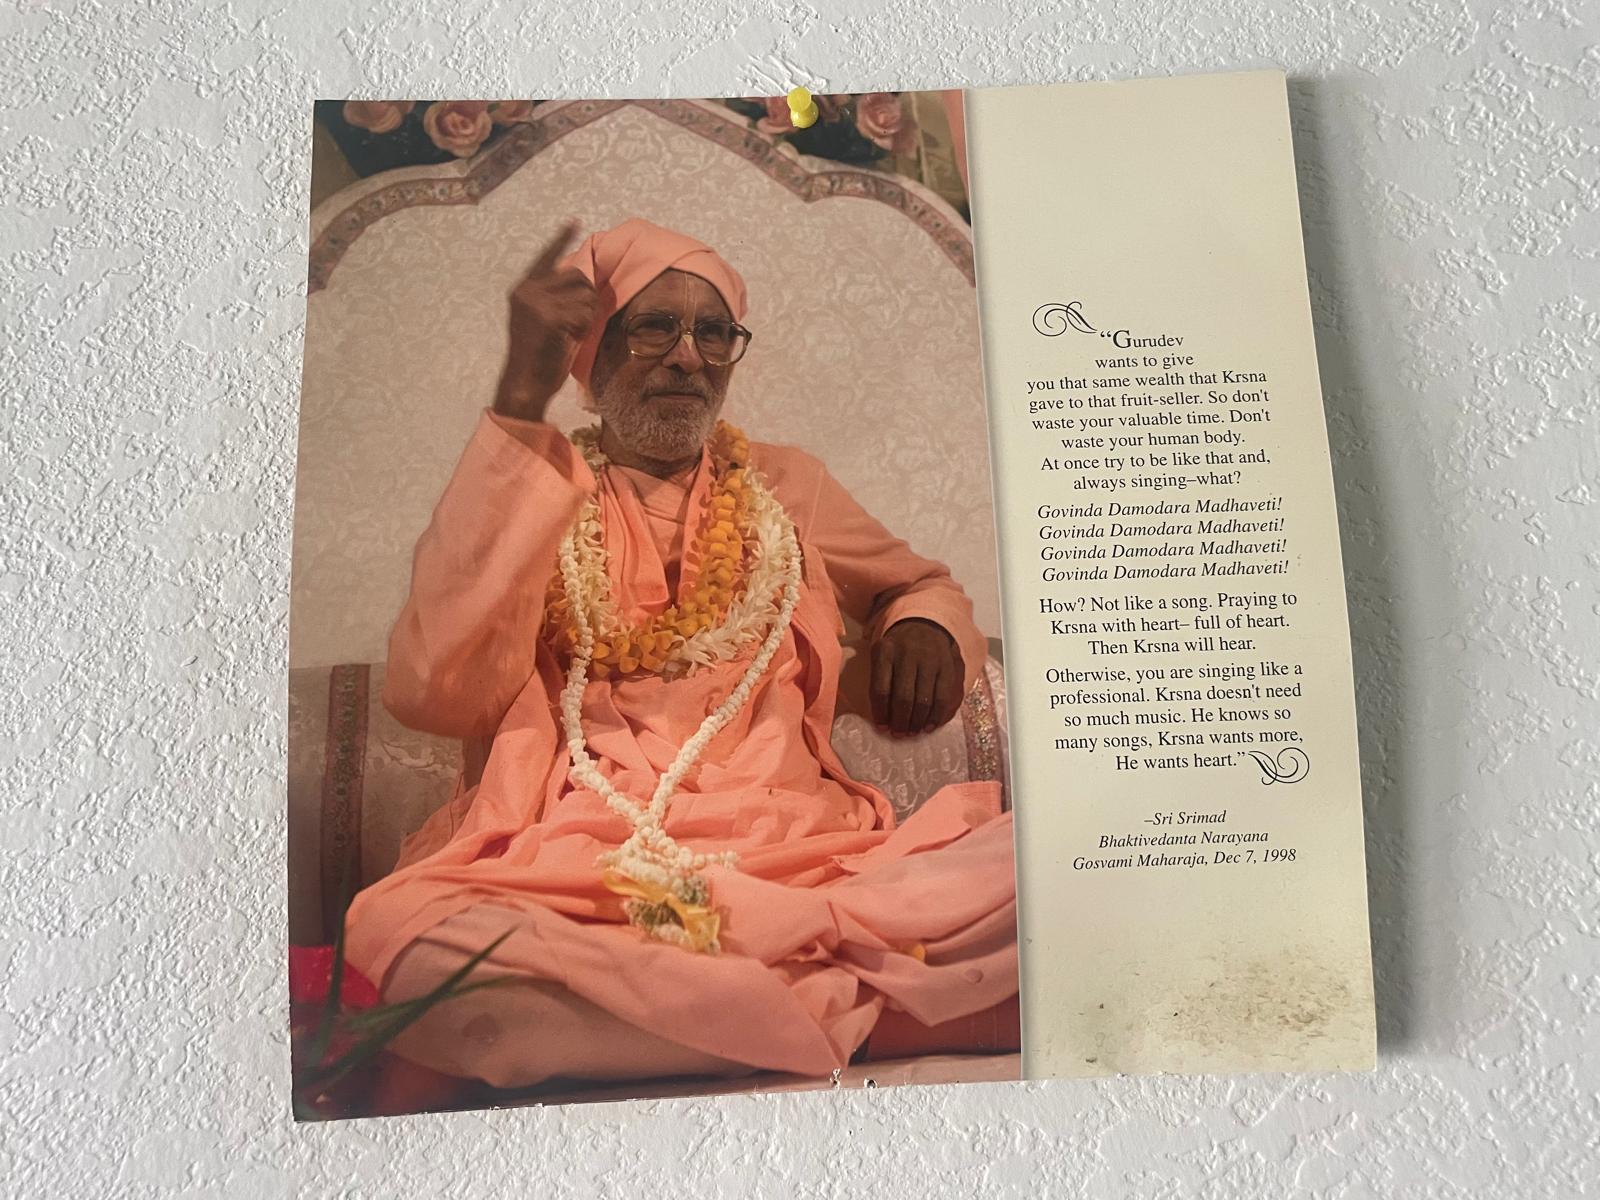 “Gurudev
wants to give
you that same wealth that Krsna
gave to that fruit-seller. So don't
waste your valuable time. Don't
waste your human body.
At once try to be like that and,
always singing–what?
Govinda Damodara Madhaveti!
Govinda Damodara Madhaveti!
Govinda Damodara Madhaveti!
Govinda Damodara Madhaveti!
How? Not like a song. Praying to
Krsna with heart– full of heart.
Then Krsna will hear.
Otherwise, you are singing like a
professional. Krsna doesn't need
so much music. He knows so
many songs, Krsna wants more,
He wants heart.”
–Sri Srimad
Bhaktivedanta Narayana
Gosvami Maharaja, Dec 7, 1998